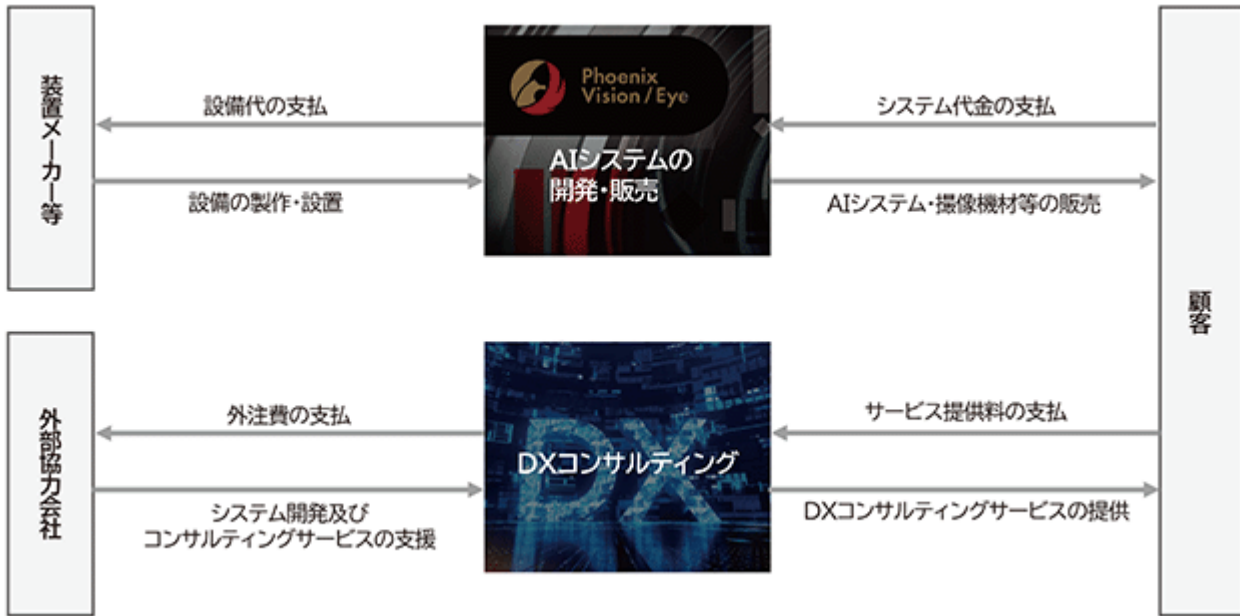 装置メーカー等
設備代の支払
設備の製作・設置
Phoenix
Vision/Eye
AIシステムの
開発・販売
システム代金の支払
AIシステム・撮像機材等の販売
顧客
外部協力会社
外注費の支払
システム開発及び
コンサルティングサービスの支援
DX
DXコンサルティング
サービス提供料の支払
DXコンサルティングサービスの提供